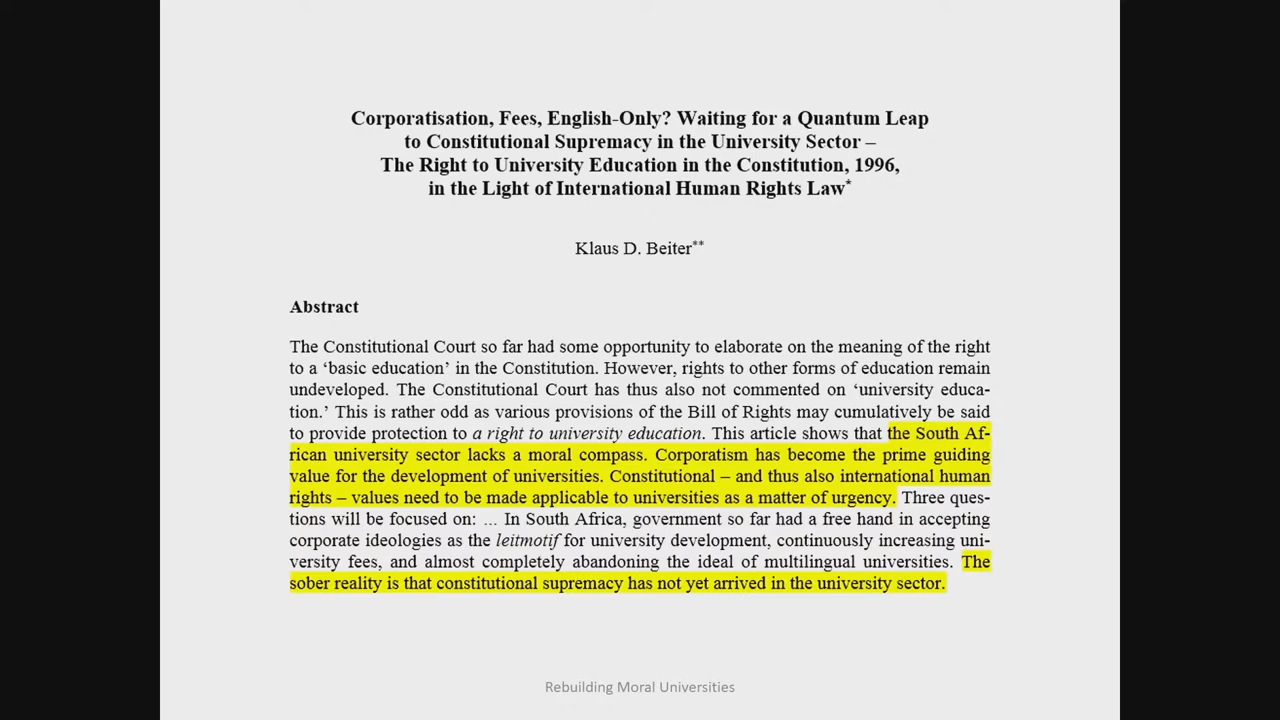 Corporatisation, Fees, English-Only? Waiting for a Quantum Leap
to Constitutional Supremacy in the University Sector –
The Right to University Education in the Constitution, 1996,
in the Light of International Human Rights Law*
Klaus D. Beiter**
Abstract
The Constitutional Court so far had some opportunity to elaborate on the meaning of the right
to a ‘basic education’ in the Constitution. However, rights to other forms of education remain
undeveloped. The Constitutional Court has thus also not commented on ‘university educa-
tion.’ This is rather odd as various provisions of the Bill of Rights may cumulatively be said
to provide protection to a right to university education. This article shows that the South Af-
rican university sector lacks a moral compass. Corporatism has become the prime guiding
value for the development of universities. Constitutional – and thus also international human
rights – values need to be made applicable to universities as a matter of urgency. Three ques-
tions will be focused on: ... In South Africa, government so far had a free hand in accepting
corporate ideologies as the leitmotif for university development, continuously increasing uni-
versity fees, and almost completely abandoning the ideal of multilingual universities. The
sober reality is that constitutional supremacy has not yet arrived in the university sector.
Rebuilding Moral Universities